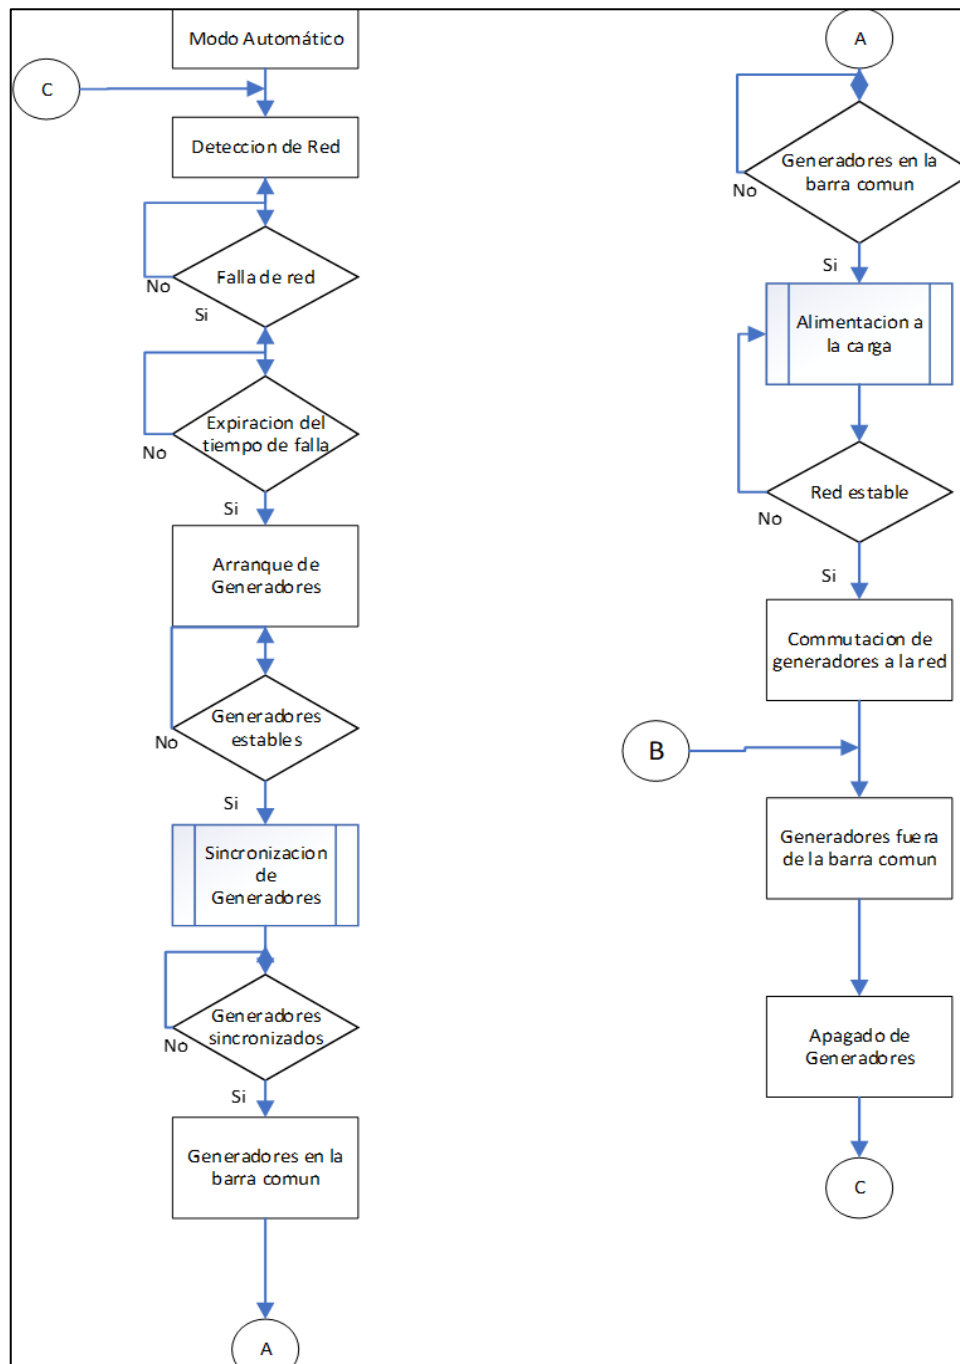 Modo Automático
C
Deteccion de Red
Falla de red
No
Si
Expiracion del
tiempo de falla
No
Si
Arranque de
Generadores
Generadores
estables
No
Si
Sincronizacion
de
Generadores
Generadores
sincronizados
No
Si
Generadores en la
barra comun
A
A
Generadores en la
barra comun
No
Si
Alimentacion a
la carga
Red estable
No
Si
Commutacion de
generadores a la red
B
Generadores fuera
de la barra comun
Apagado de
Generadores
C